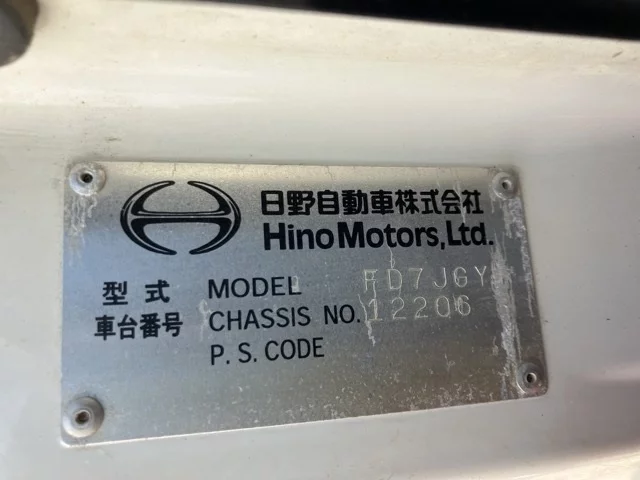 日野自動車株式会社
Hino Motors, Ltd.
型式 MODEL FD7JGY
車台番号 CHASSIS NO. 12206
P. S. CODE